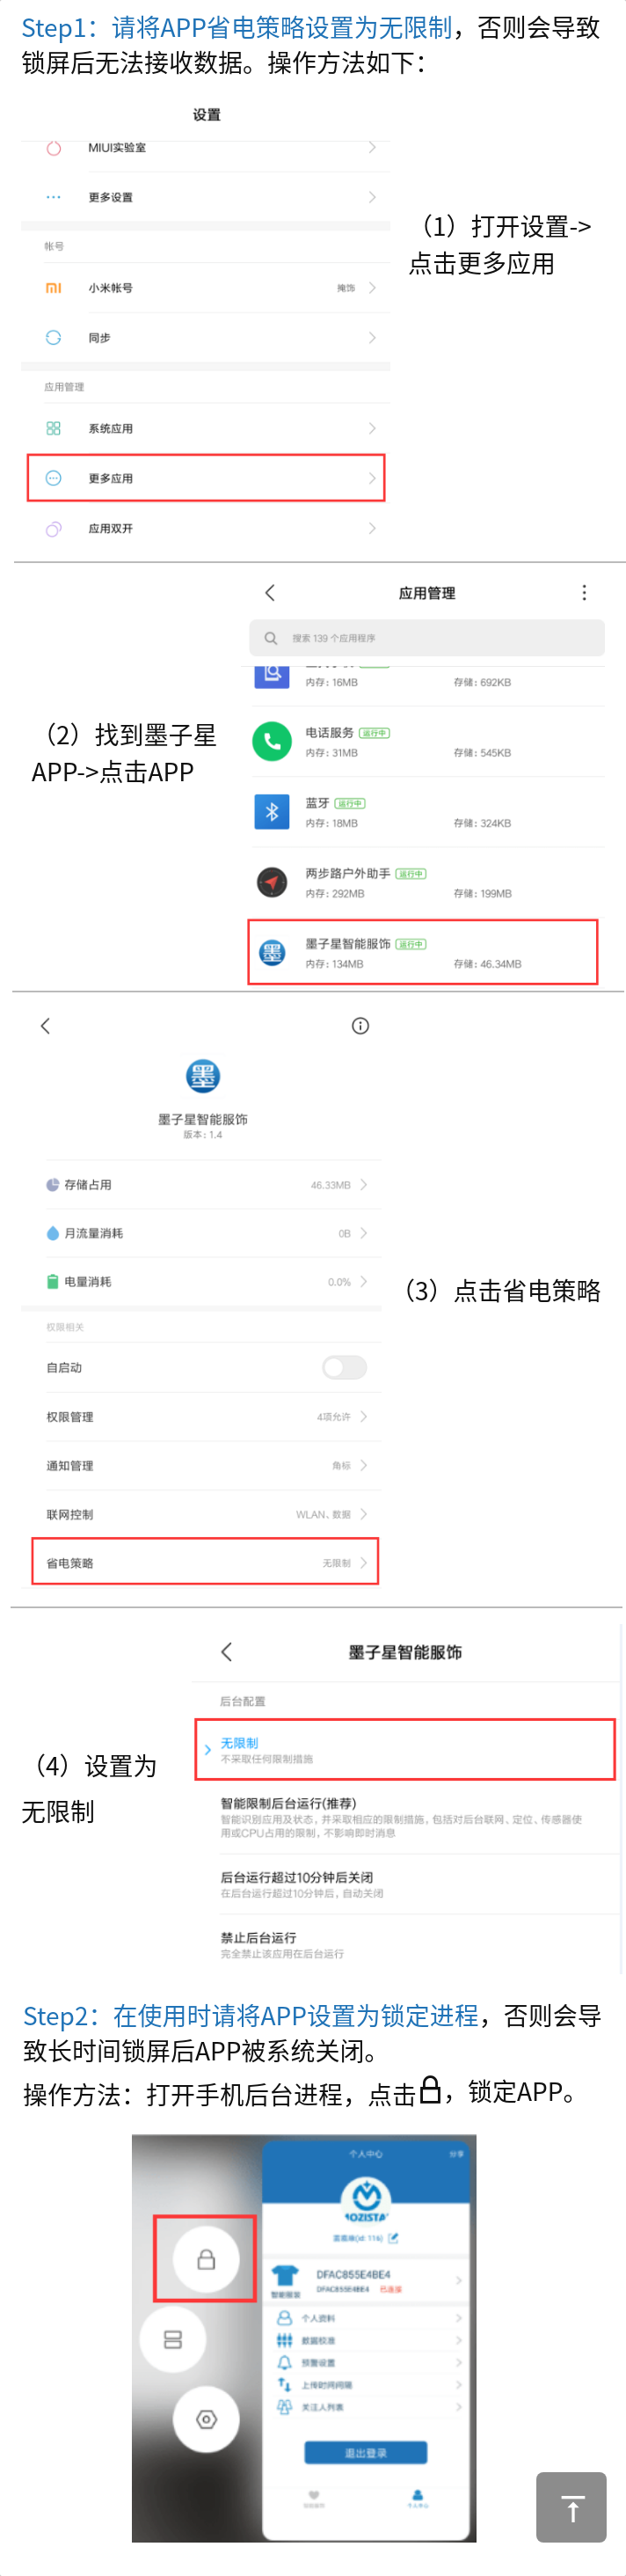 Step1：请将APP省电策略设置为无限制，否则会导致
锁屏后无法接收数据。操作方法如下：
设置
MIUI实验室
更多设置
帐号
小米帐号 掩饰
同步
应用管理
系统应用
更多应用
应用双开
（1）打开设置->
点击更多应用
应用管理
搜索 139 个应用程序
内存：16MB 存储：692KB
电话服务 运行中
内存：31MB 存储：545KB
蓝牙 运行中
内存：18MB 存储：324KB
两步路户外助手 运行中
内存：292MB 存储：199MB
墨子星智能服饰 运行中
内存：134MB 存储：46.34MB
（2）找到墨子星
APP->点击APP
墨
墨子星智能服饰
版本：1.4
存储占用 46.33MB
月流量消耗 0B
电量消耗 0.0%
权限相关
自启动
权限管理 4项允许
通知管理 角标
联网控制 WLAN、数据
省电策略 无限制
（3）点击省电策略
墨子星智能服饰
后台配置
无限制
不采取任何限制措施
智能限制后台运行(推荐)
智能识别应用及状态，并采取相应的限制措施，包括对后台联网、定位、传感器使
用或CPU占用的限制，不影响即时消息
后台运行超过10分钟后关闭
在后台运行超过10分钟后，自动关闭
禁止后台运行
完全禁止该应用在后台运行
（4）设置为
无限制
Step2：在使用时请将APP设置为锁定进程，否则会导
致长时间锁屏后APP被系统关闭。
操作方法：打开手机后台进程，点击，锁定APP。
个人中心 分享
MOZISTAR
(id: 116)
DFAC855E4BE4
智能服装 DFAC855E4BE4 已连接
个人资料
数据校准
预警设置
上传时间间隔
关注人列表
退出登录
个人中心